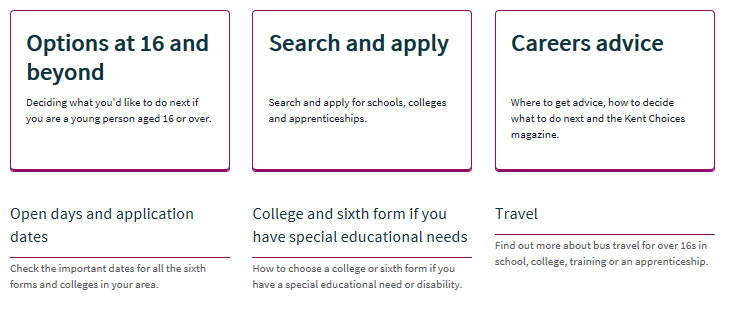 Options at 16 and
beyond
Deciding what you'd like to do next if
you are a young person aged 16 or over.
Search and apply
Search and apply for schools, colleges
and apprenticeships.
Careers advice
Where to get advice, how to decide
what to do next and the Kent Choices
magazine.
Open days and application
dates
Check the important dates for all the sixth
forms and colleges in your area.
College and sixth form if you
have special educational needs
How to choose a college or sixth form if you
have a special educational need or disability.
Travel
Find out more about bus travel for over 16s in
school, college, training or an apprenticeship.